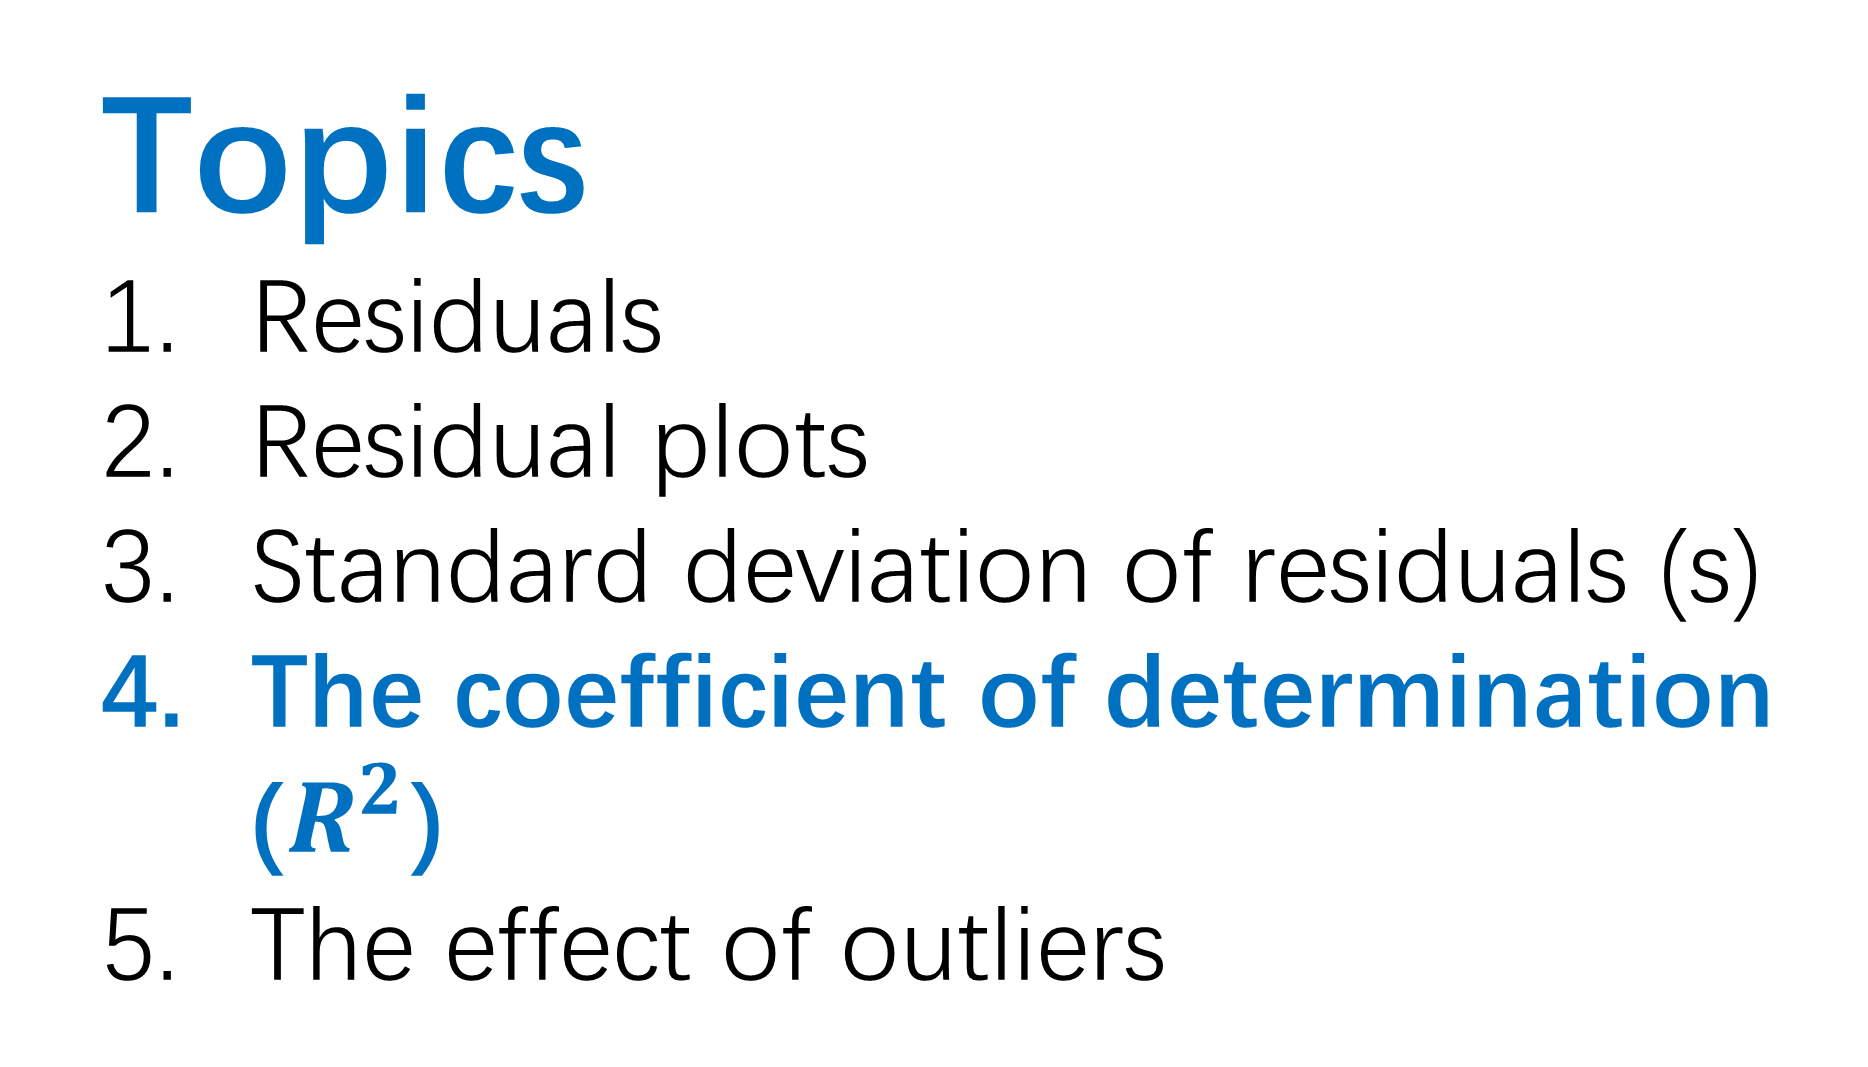 Topics
1. Residuals
2. Residual plots
3. Standard deviation of residuals (s)
4. The coefficient of determination
(R²)
5. The effect of outliers